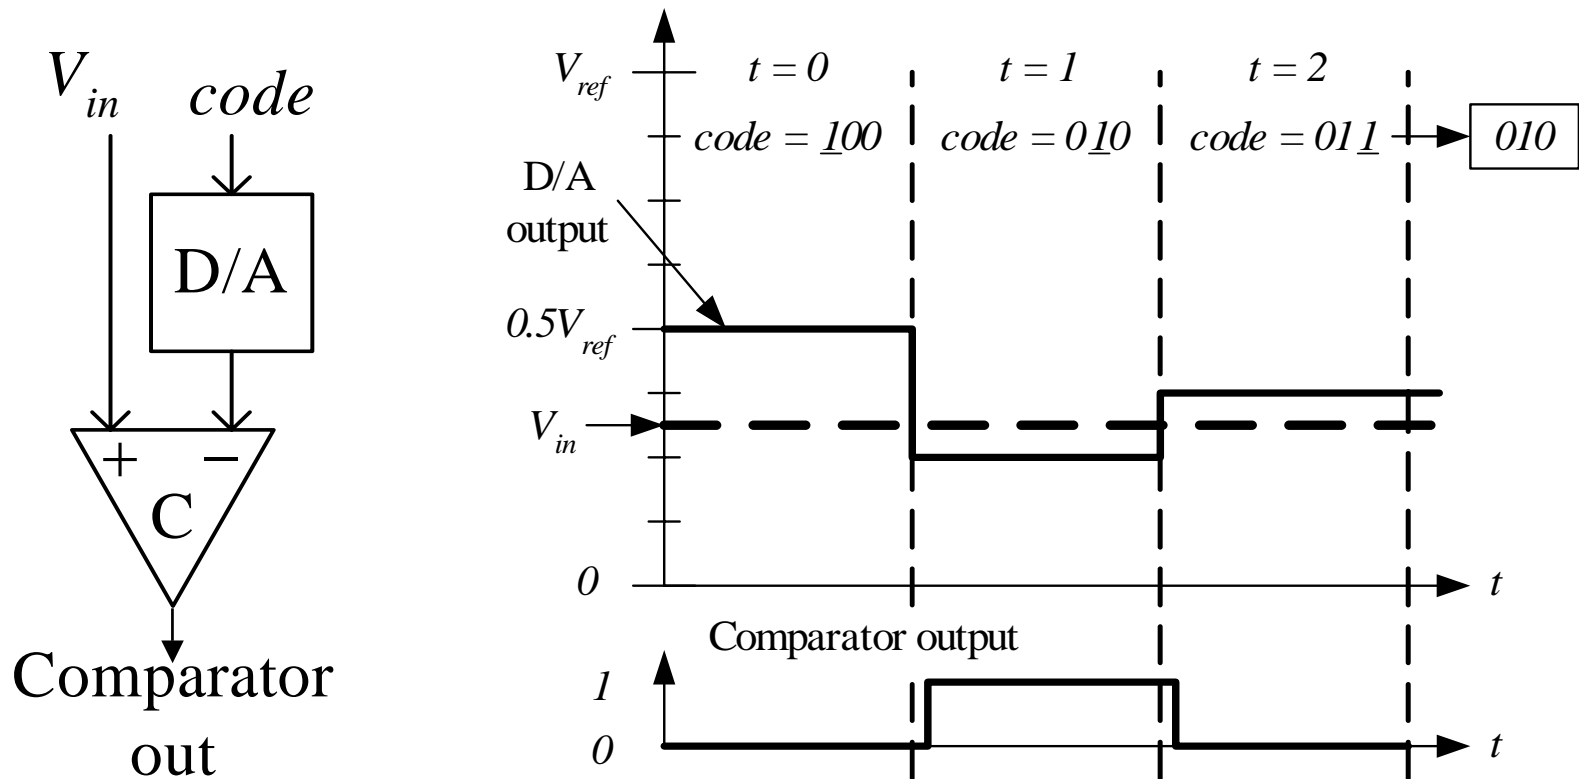 V_in
code
D/A
+ −
C
Comparator
out
V_ref
t = 0
t = 1
t = 2
code = 100
code = 010
code = 011
010
D/A
output
0.5V_ref
V_in
0
t
Comparator output
1
0
t